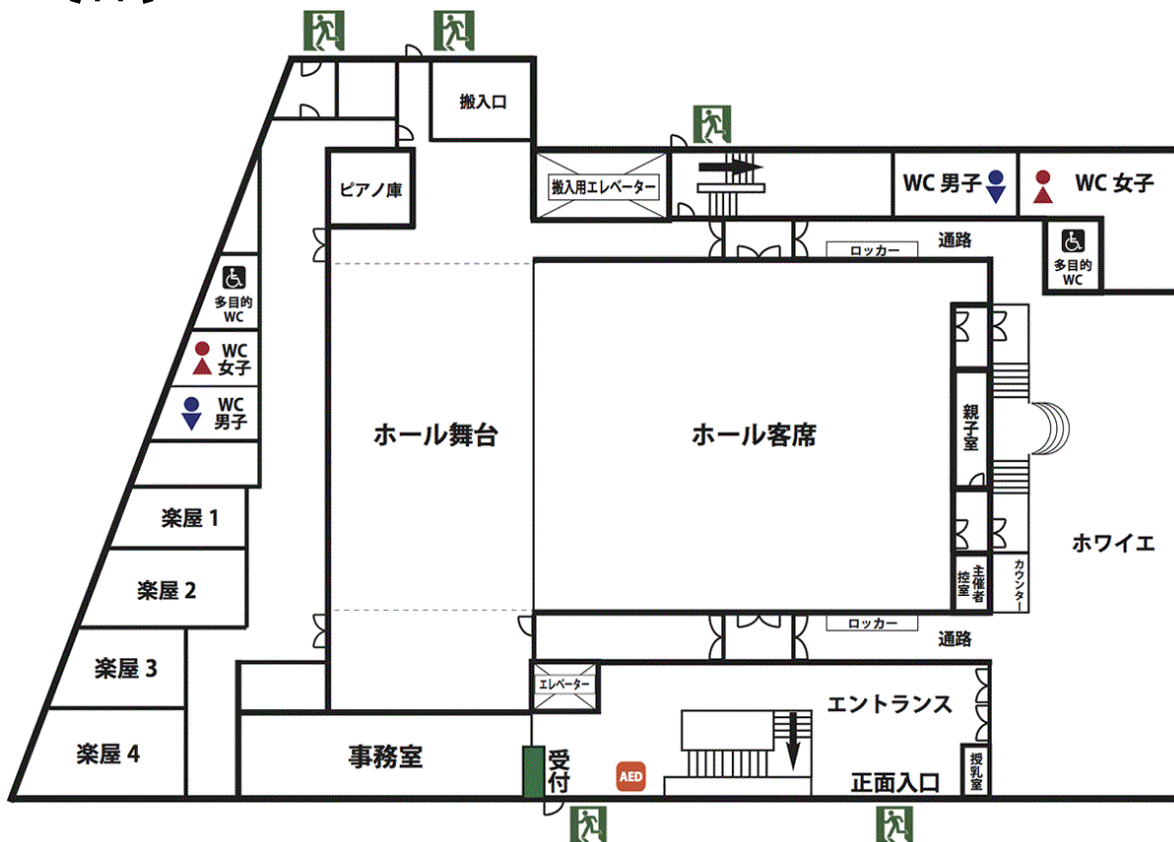 搬入口
ピアノ庫
搬入用エレベーター
WC 男子
WC 女子
通路
ロッカー
多目的
WC
多目的
WC
WC
女子
WC
男子
ホール舞台
ホール客席
親子室
ホワイエ
楽屋 1
楽屋 2
楽屋 3
楽屋 4
主催者
控室
カウンター
ロッカー
通路
エレベーター
エントランス
事務室
受付
AED
正面入口
授乳室